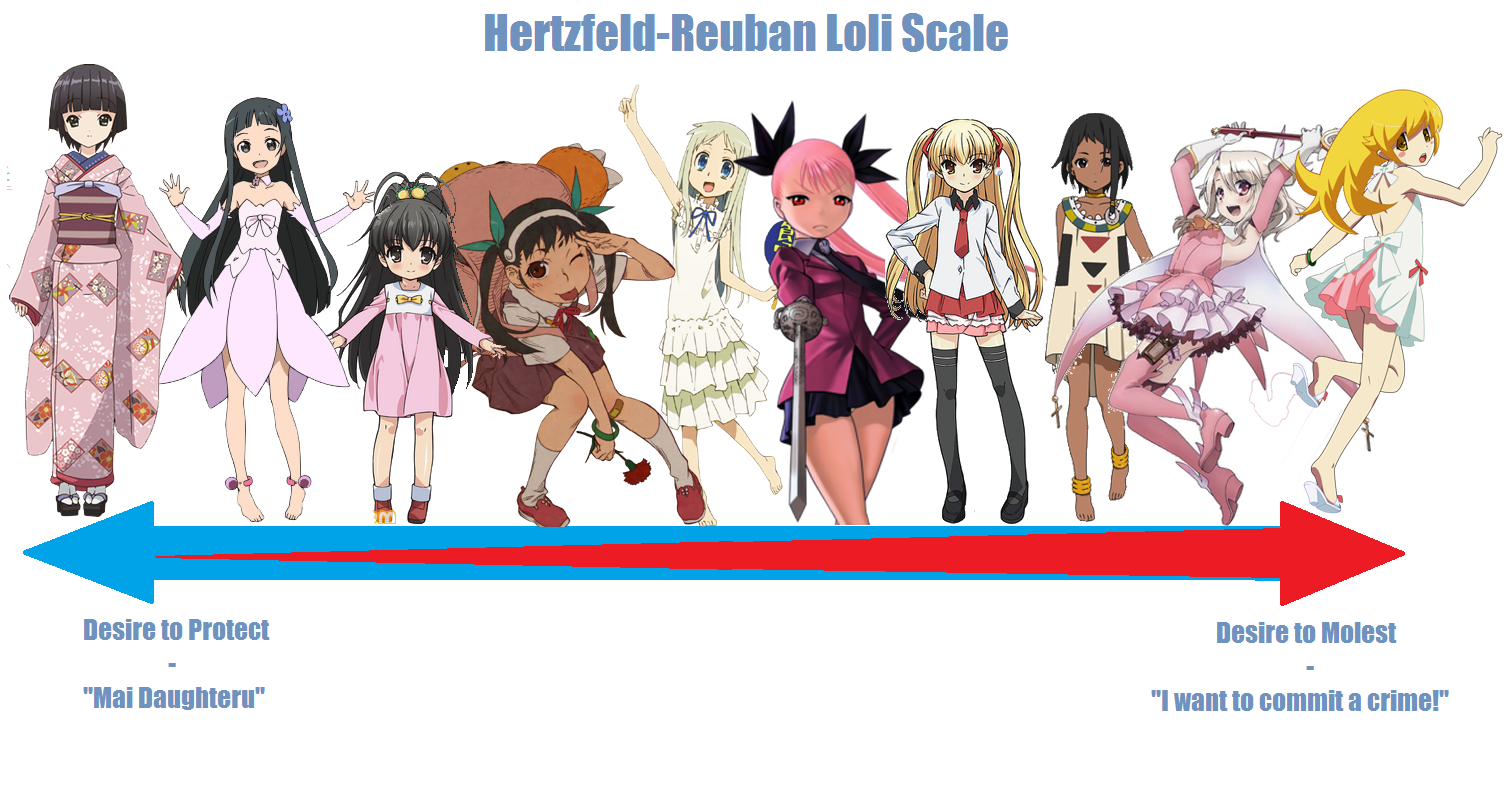 Hertzfeld-Reuban Loli Scale
Desire to Protect
-
"Mai Daughteru"
Desire to Molest
-
"I want to commit a crime!"